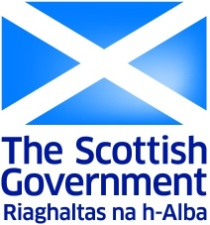 The Scottish
Government
Riaghaltas na h-Alba